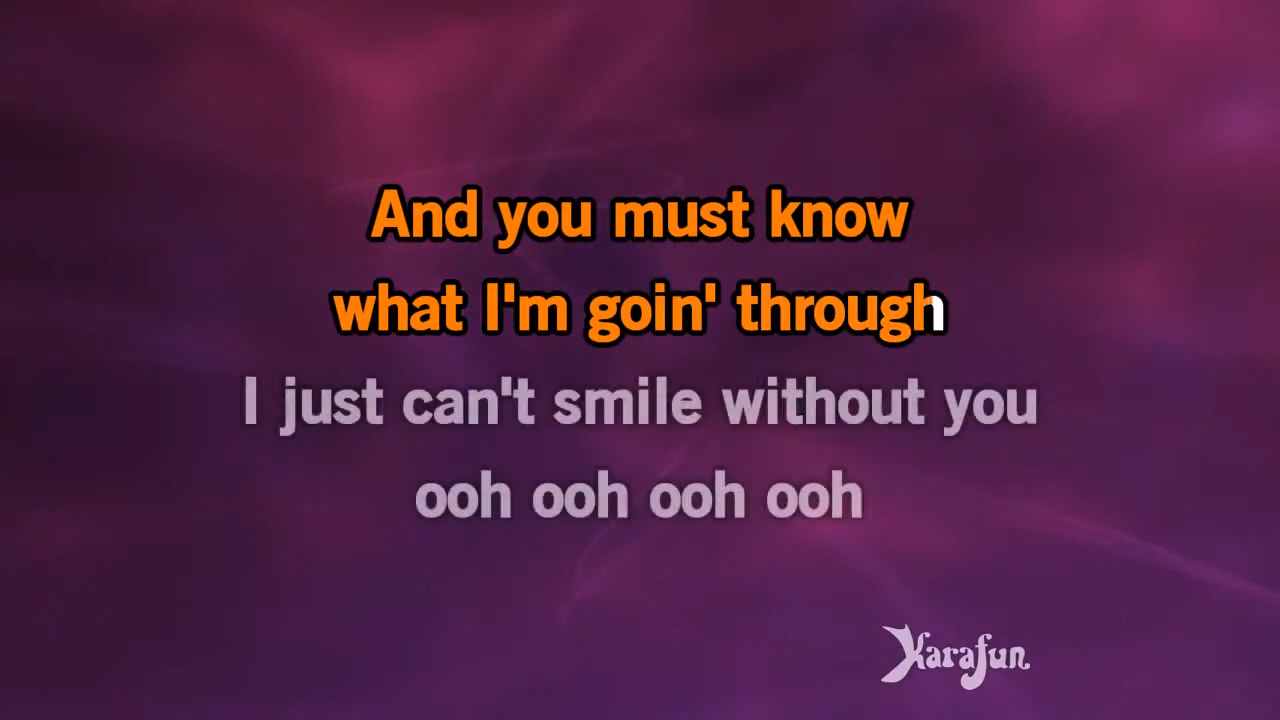 And you must know
what I'm goin' through
I just can't smile without you
ooh ooh ooh ooh
Karafun